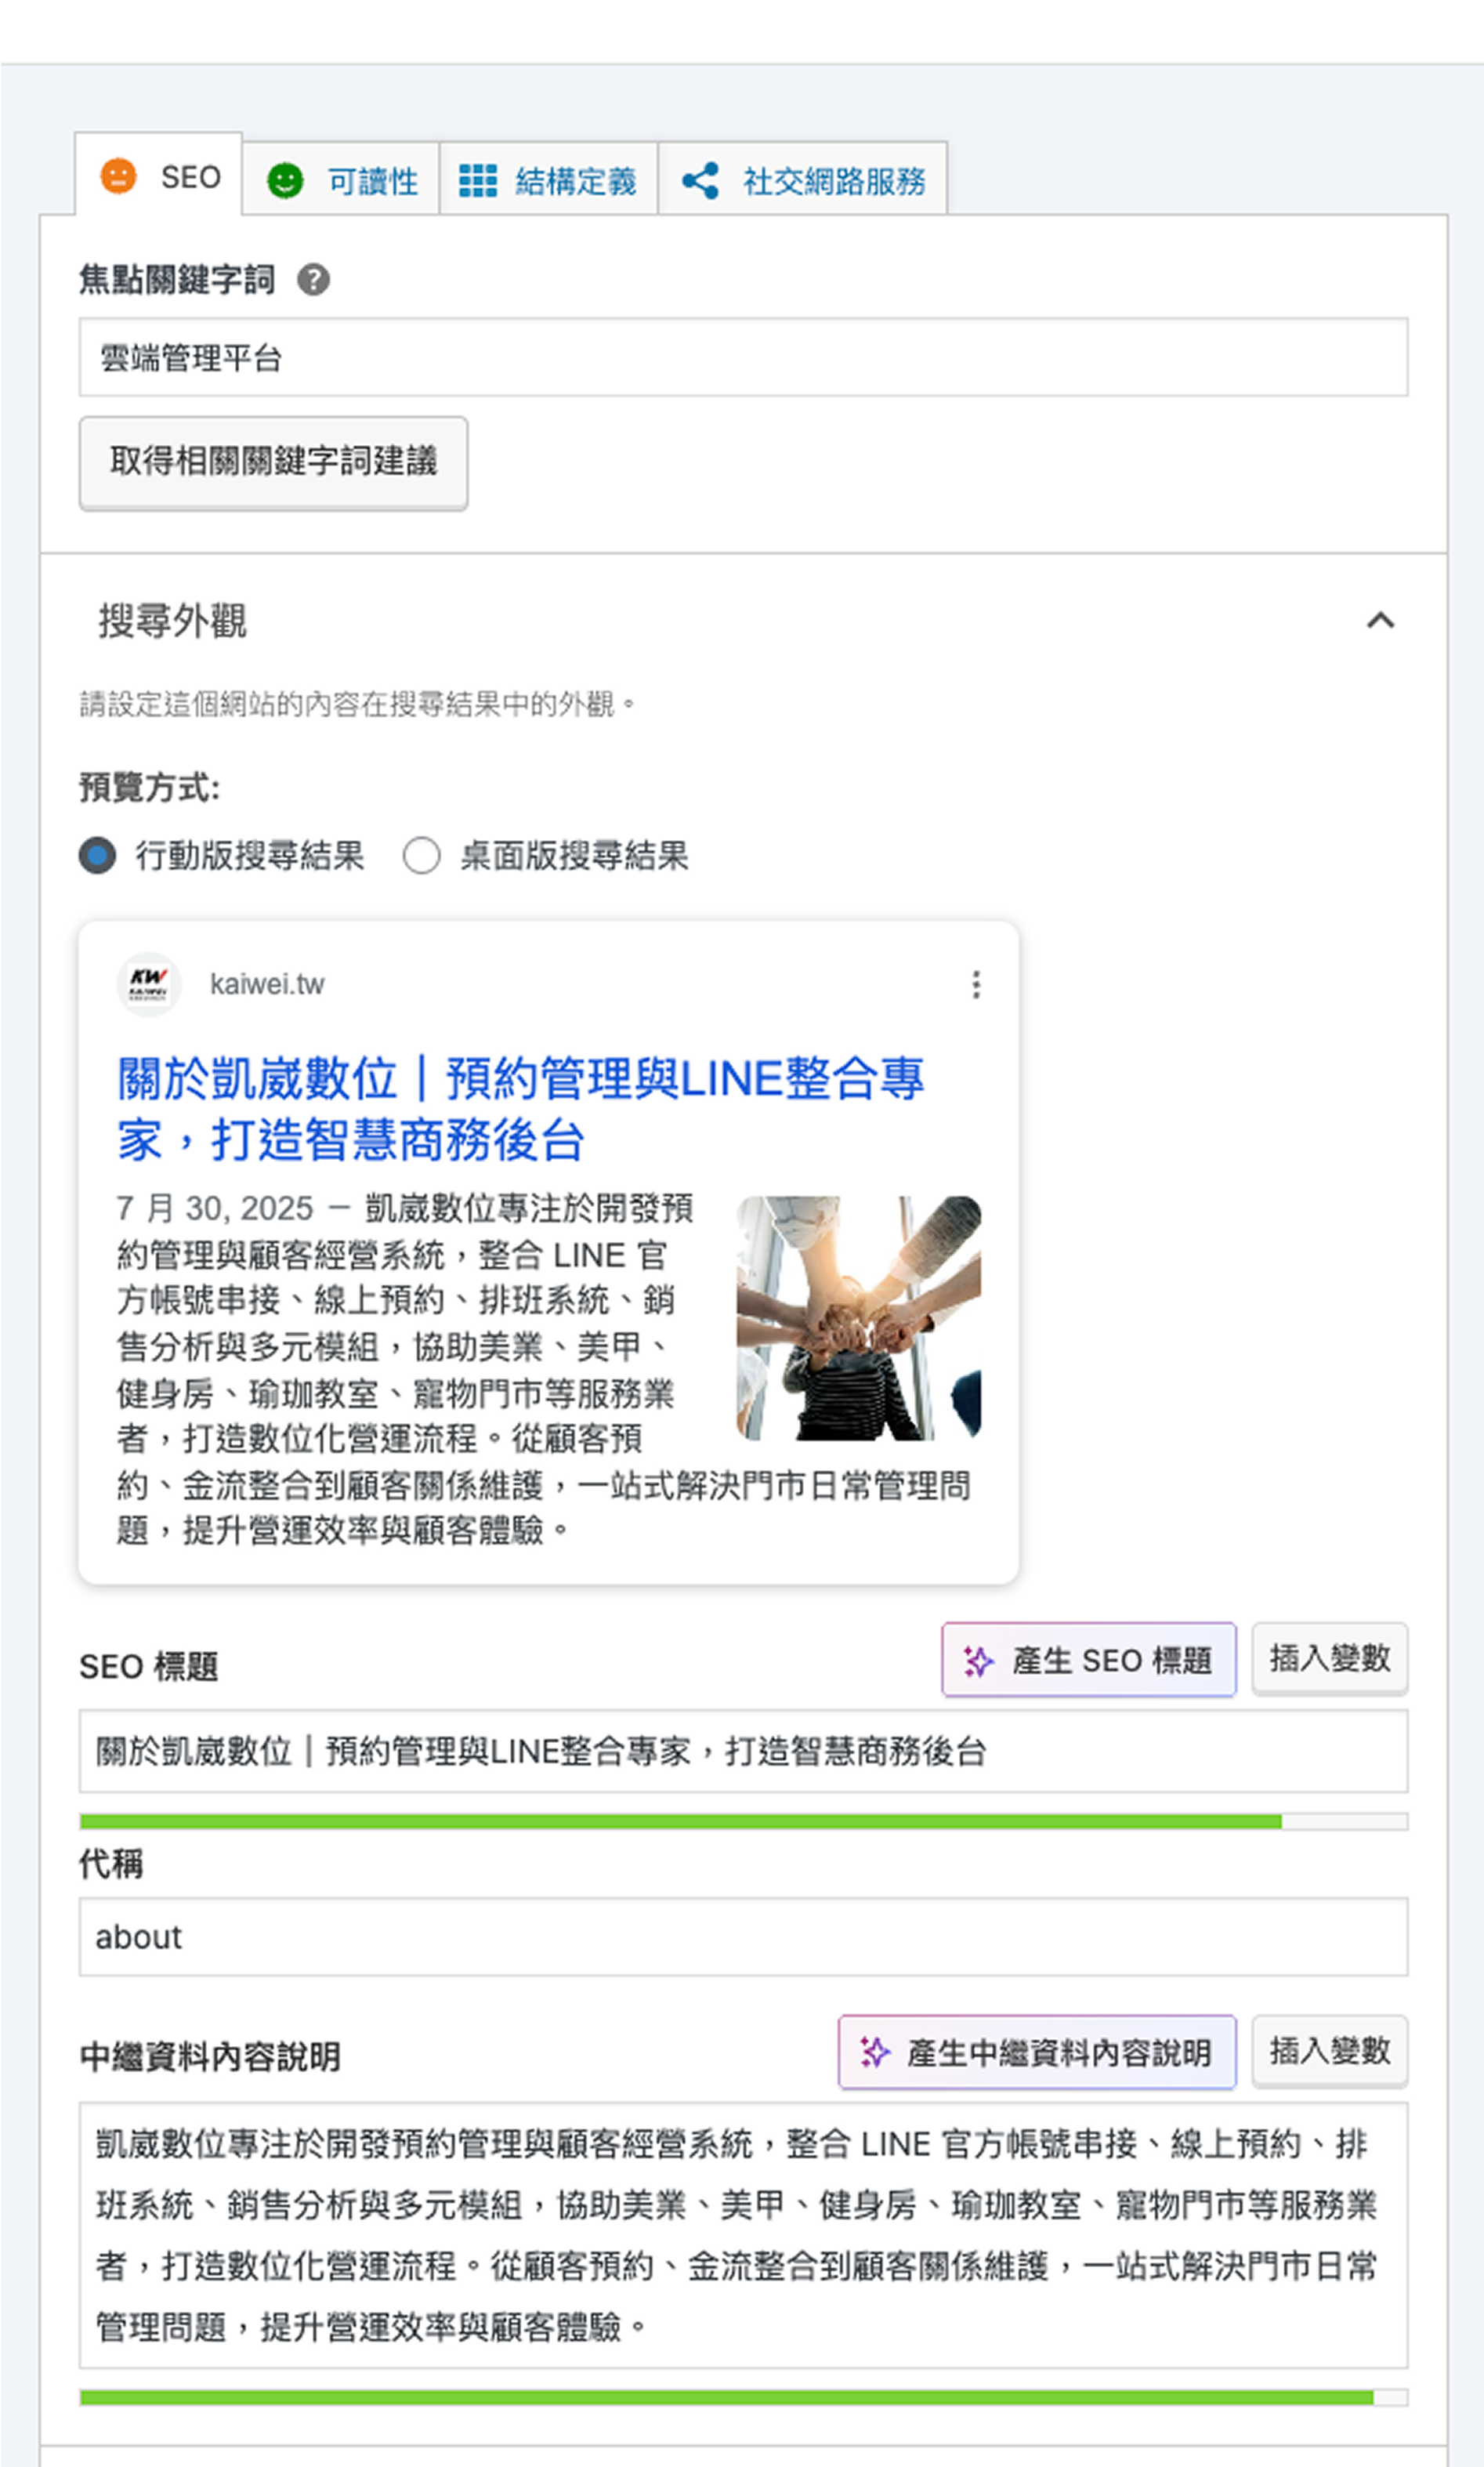 SEO
可讀性
結構定義
社交網路服務
焦點關鍵字詞
雲端管理平台
取得相關關鍵字詞建議
搜尋外觀
請設定這個網站的內容在搜尋結果中的外觀。
預覽方式:
行動版搜尋結果
桌面版搜尋結果
KW
kaiwei.tw
關於凱崴數位｜預約管理與LINE整合專
家，打造智慧商務後台
7 月 30, 2025 － 凱崴數位專注於開發預
約管理與顧客經營系統，整合 LINE 官
方帳號串接、線上預約、排班系統、銷
售分析與多元模組，協助美業、美甲、
健身房、瑜珈教室、寵物門市等服務業
者，打造數位化營運流程。從顧客預
約、金流整合到顧客關係維護，一站式解決門市日常管理問
題，提升營運效率與顧客體驗。
SEO 標題
產生 SEO 標題
插入變數
關於凱崴數位｜預約管理與LINE整合專家，打造智慧商務後台
代稱
about
中繼資料內容說明
產生中繼資料內容說明
插入變數
凱崴數位專注於開發預約管理與顧客經營系統，整合 LINE 官方帳號串接、線上預約、排
班系統、銷售分析與多元模組，協助美業、美甲、健身房、瑜珈教室、寵物門市等服務業
者，打造數位化營運流程。從顧客預約、金流整合到顧客關係維護，一站式解決門市日常
管理問題，提升營運效率與顧客體驗。